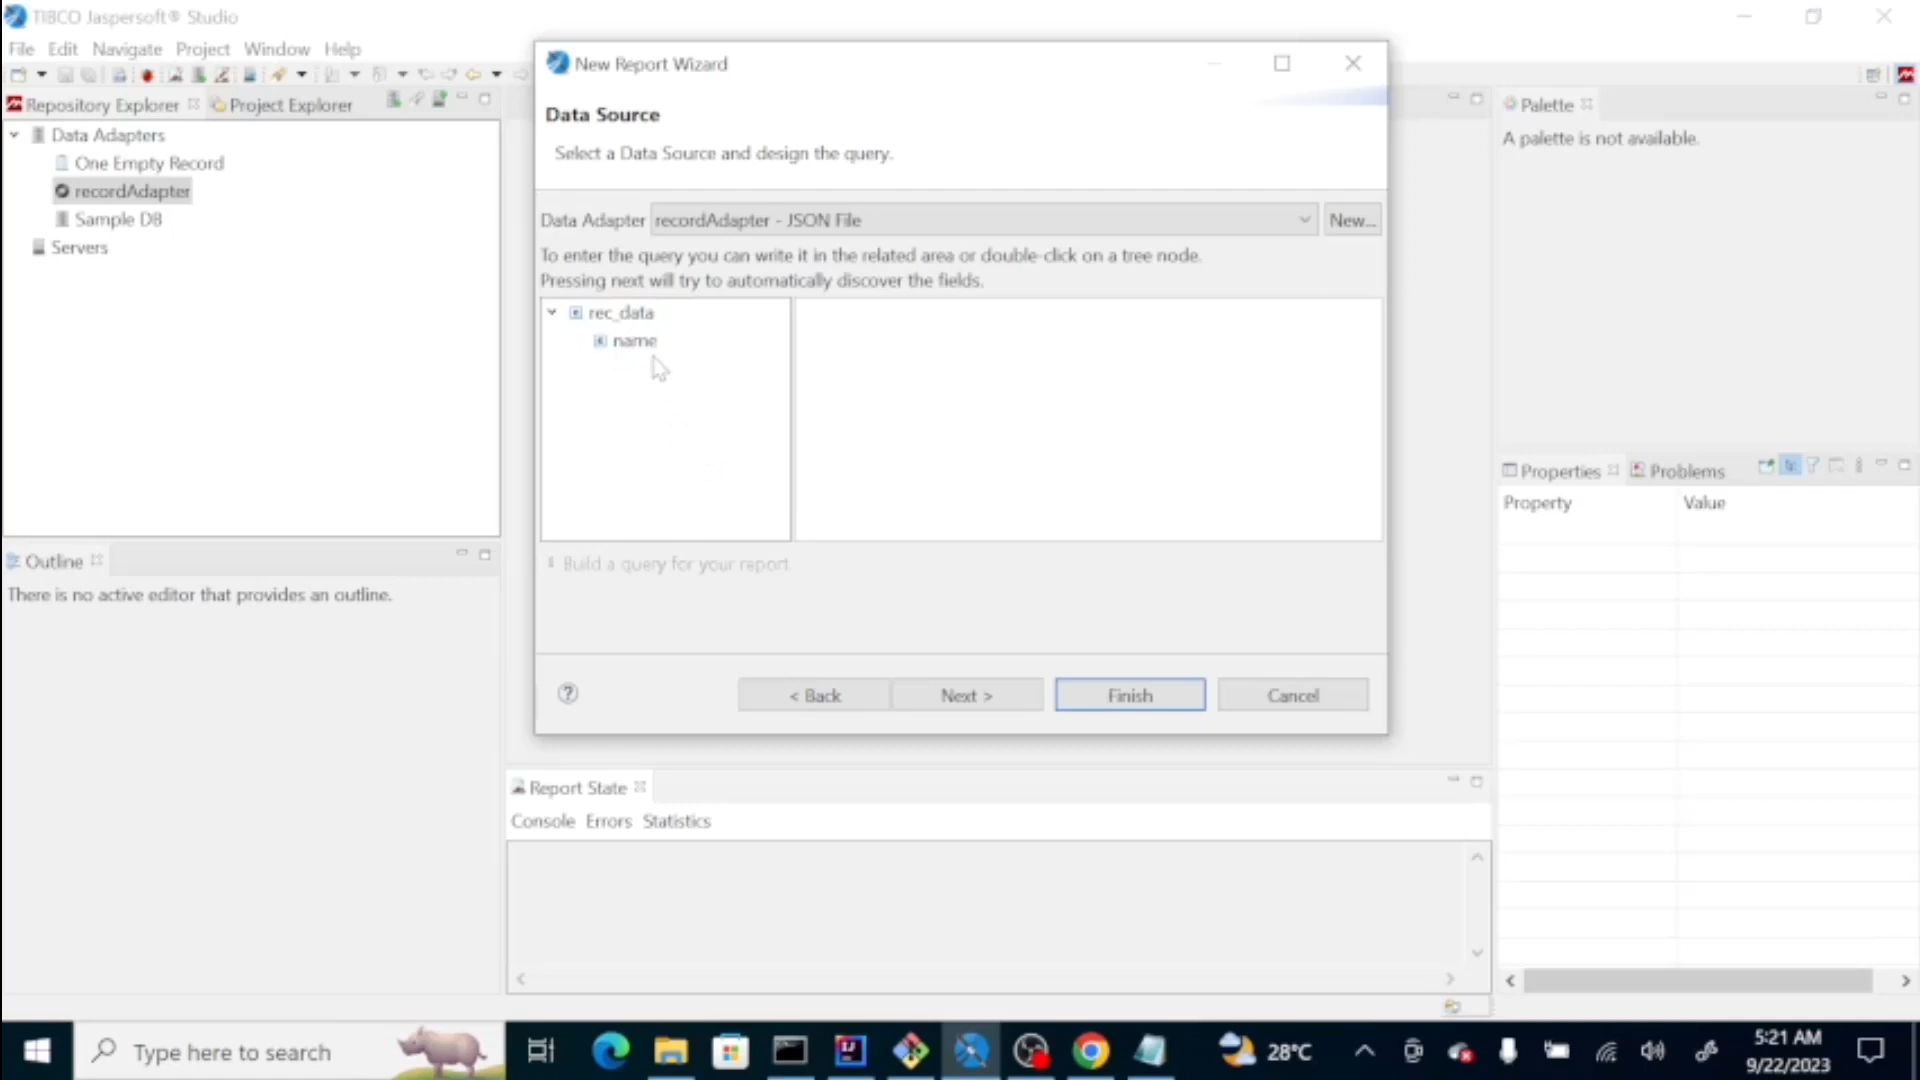 TIBCO Jaspersoft® Studio
File Edit Navigate Project Window Help
Repository Explorer
Project Explorer
Data Adapters
One Empty Record
recordAdapter
Sample DB
Servers
Outline
There is no active editor that provides an outline.
New Report Wizard
Data Source
Select a Data Source and design the query.
Data Adapter recordAdapter - JSON File New...
To enter the query you can write it in the related area or double-click on a tree node.
Pressing next will try to automatically discover the fields.
rec_data
name
Build a query for your report.
< Back Next > Finish Cancel
Report State
Console Errors Statistics
Palette
A palette is not available.
Properties Problems
Property Value
Type here to search
28°C
5:21 AM
9/22/2023